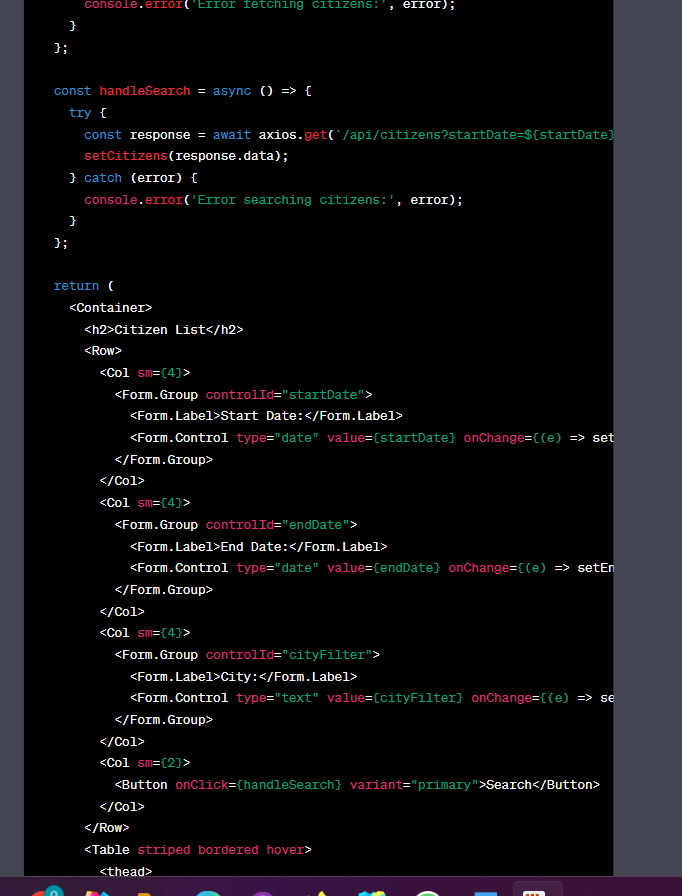 console.error('Error fetching citizens:', error);
}
};
const handleSearch = async () => {
try {
const response = await axios.get(`/api/citizens?startDate=${startDate}
setCitizens(response.data);
} catch (error) {
console.error('Error searching citizens:', error);
}
};
return (
<Container>
<h2>Citizen List</h2>
<Row>
<Col sm={4}>
<Form.Group controlId="startDate">
<Form.Label>Start Date:</Form.Label>
<Form.Control type="date" value={startDate} onChange={(e) => set
</Form.Group>
</Col>
<Col sm={4}>
<Form.Group controlId="endDate">
<Form.Label>End Date:</Form.Label>
<Form.Control type="date" value={endDate} onChange={(e) => setEn
</Form.Group>
</Col>
<Col sm={4}>
<Form.Group controlId="cityFilter">
<Form.Label>City:</Form.Label>
<Form.Control type="text" value={cityFilter} onChange={(e) => se
</Form.Group>
</Col>
<Col sm={2}>
<Button onClick={handleSearch} variant="primary">Search</Button>
</Col>
</Row>
<Table striped bordered hover>
<thead>